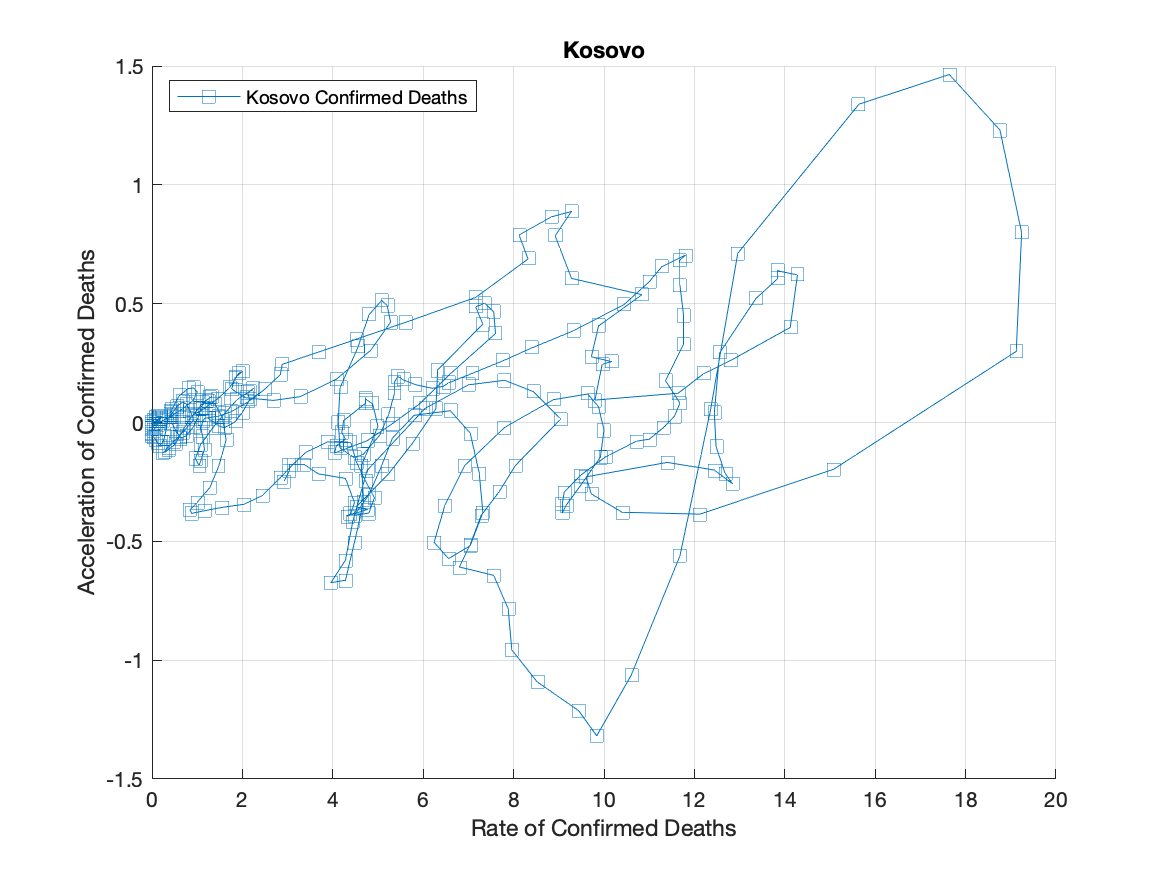 Kosovo
Kosovo Confirmed Deaths
Acceleration of Confirmed Deaths
1.5
1
0.5
0
-0.5
-1
-1.5
0 2 4 6 8 10 12 14 16 18 20
Rate of Confirmed Deaths